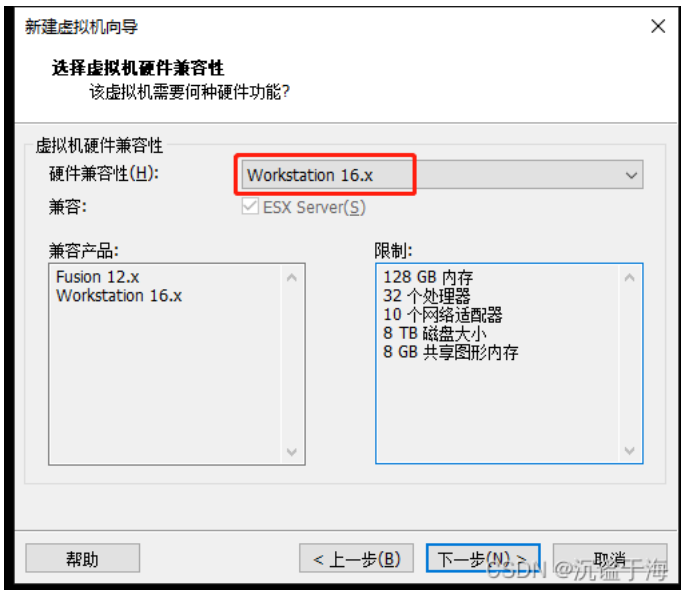 新建虚拟机向导
选择虚拟机硬件兼容性
该虚拟机需要何种硬件功能?
虚拟机硬件兼容性
硬件兼容性(H):
Workstation 16.x
兼容:
ESX Server(S)
兼容产品:
Fusion 12.x
Workstation 16.x
限制:
128 GB 内存
32 个处理器
10 个网络适配器
8 TB 磁盘大小
8 GB 共享图形内存
帮助
< 上一步(B)
下一步(N) >
取消
CSDN @沉溢于海